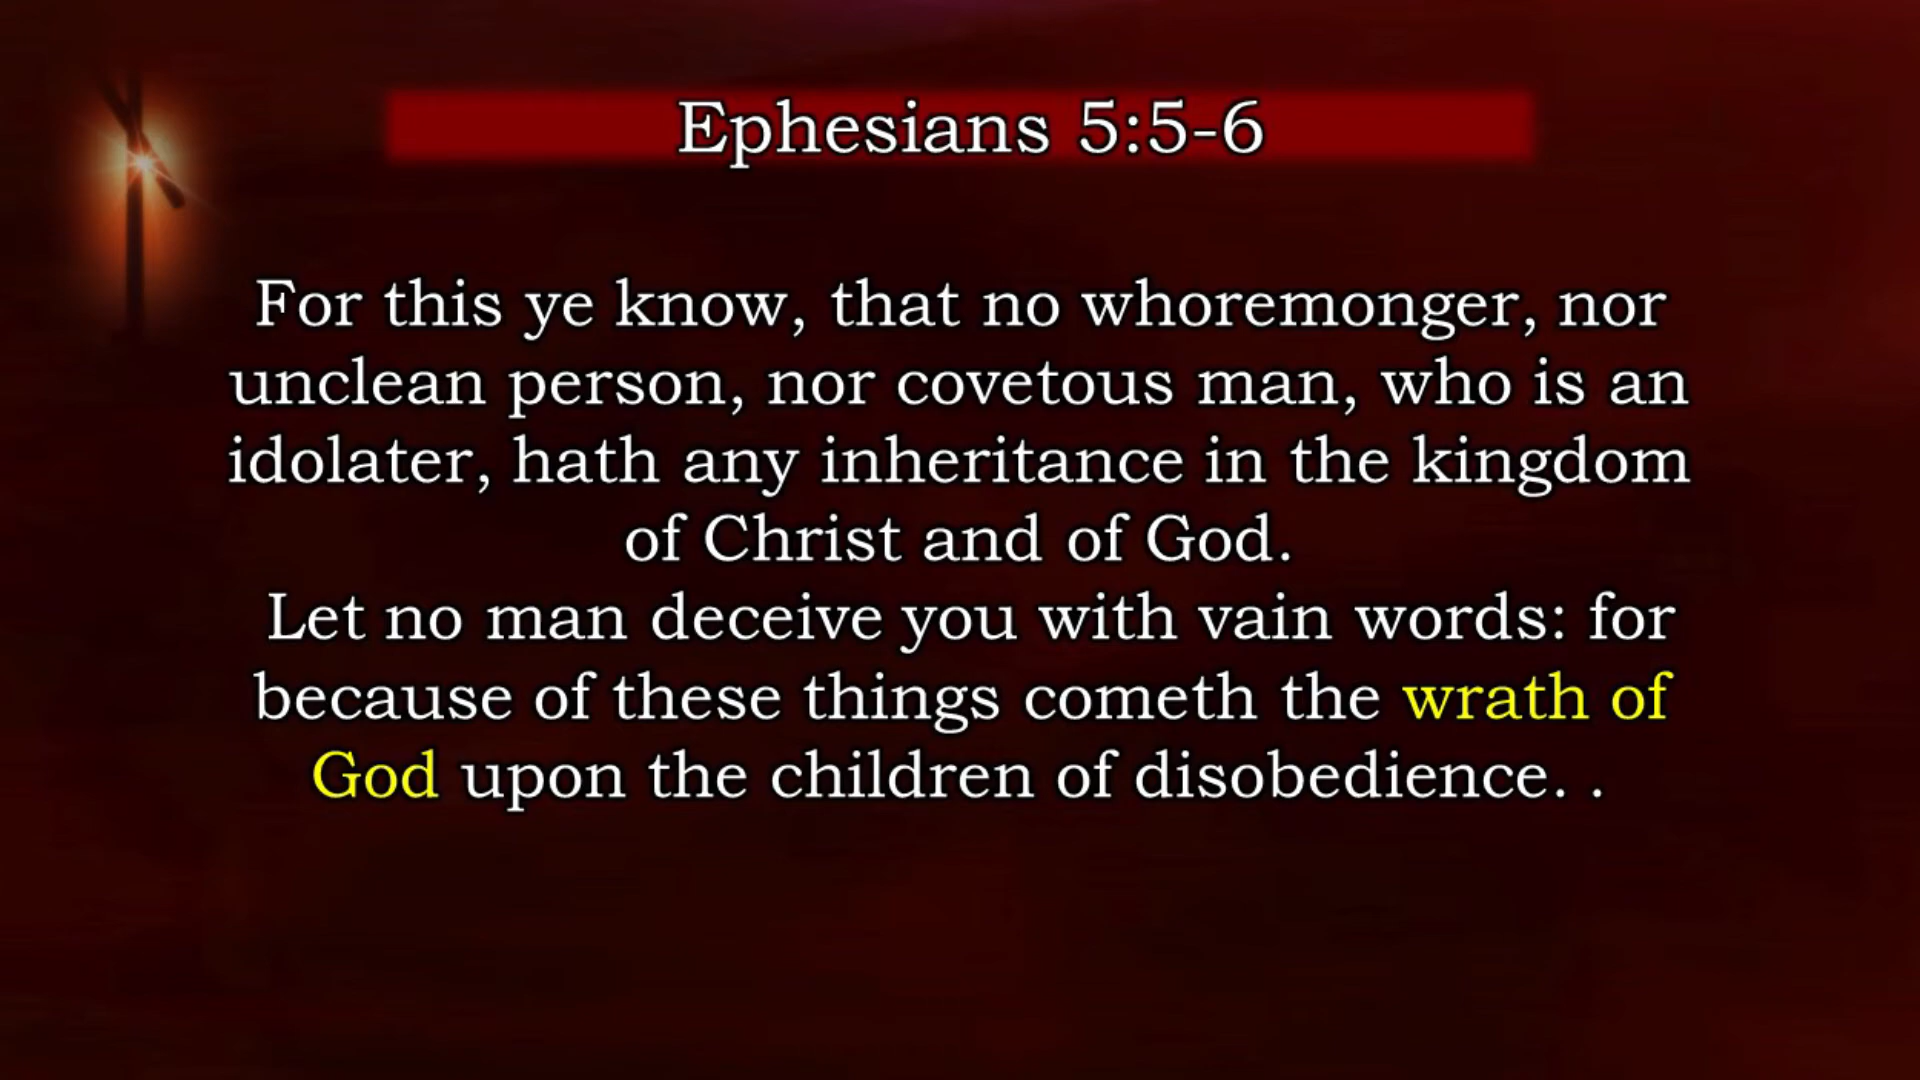 Ephesians 5:5-6
For this ye know, that no whoremonger, nor
unclean person, nor covetous man, who is an
idolater, hath any inheritance in the kingdom
of Christ and of God.
Let no man deceive you with vain words: for
because of these things cometh the wrath of
God upon the children of disobedience. .